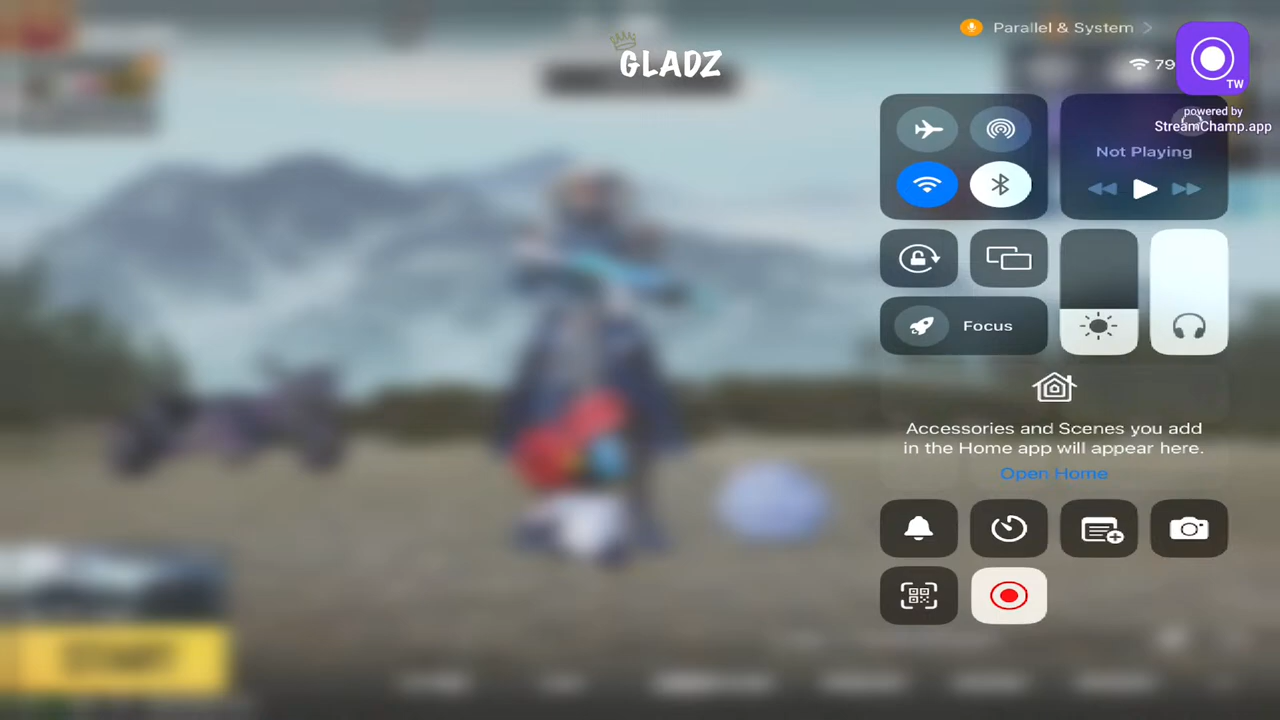 Parallel & System
GLADZ
79
TW
powered by
StreamChamp.app
Not Playing
Focus
Accessories and Scenes you add
in the Home app will appear here.
Open Home
START